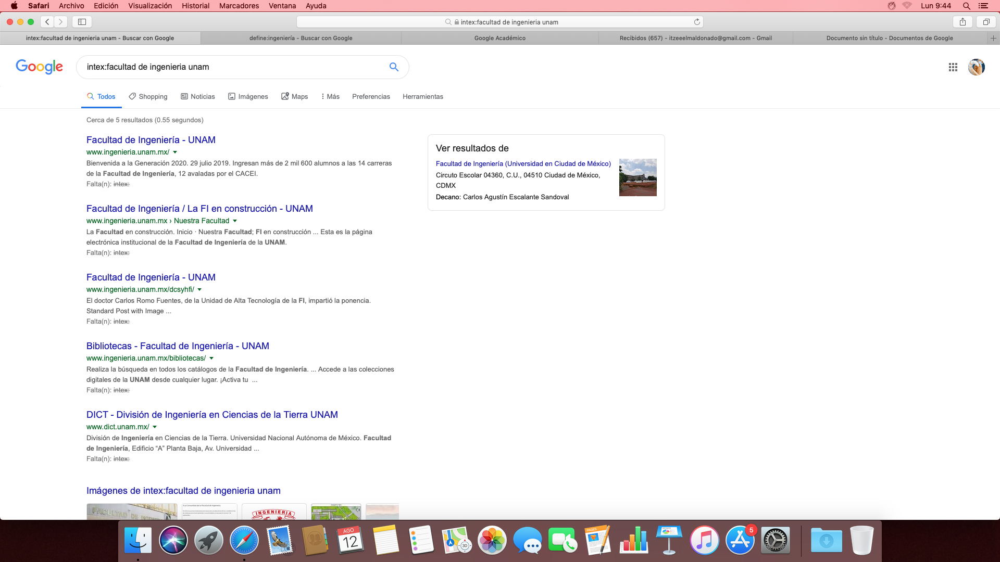 Safari Archivo Edición Visualización Historial Marcadores Ventana Ayuda Lun 9:44
intex:facultad de ingenieria unam
intex:facultad de ingenieria unam - Buscar con Google define:ingeniería - Buscar con Google Google Académico Recibidos (657) - itzeeelmaldonado@gmail.com - Gmail Documento sin título - Documentos de Google
Google intex:facultad de ingenieria unam
Todos Shopping Noticias Imágenes Maps Más Preferencias Herramientas
Cerca de 5 resultados (0.55 segundos)
Facultad de Ingeniería - UNAM
www.ingenieria.unam.mx/
Bienvenida a la Generación 2020. 29 julio 2019. Ingresan más de 2 mil 600 alumnos a las 14 carreras
de la Facultad de Ingeniería, 12 avaladas por el CACEI.
Falta(n): intex:
Facultad de Ingeniería / La FI en construcción - UNAM
www.ingenieria.unam.mx › Nuestra Facultad
La Facultad en construcción. Inicio · Nuestra Facultad; FI en construcción ... Esta es la página
electrónica institucional de la Facultad de Ingeniería de la UNAM.
Falta(n): intex:
Facultad de Ingeniería - UNAM
www.ingenieria.unam.mx/dcsyhfi/
El doctor Carlos Romo Fuentes, de la Unidad de Alta Tecnología de la FI, impartió la ponencia.
Standard Post with Image ...
Falta(n): intex:
Bibliotecas - Facultad de Ingeniería - UNAM
www.ingenieria.unam.mx/bibliotecas/
Realiza la búsqueda en todos los catálogos de la Facultad de Ingeniería. ... Accede a las colecciones
digitales de la UNAM desde cualquier lugar. ¡Activa tu ...
Falta(n): intex:
DICT - División de Ingeniería en Ciencias de la Tierra UNAM
www.dict.unam.mx/
División de Ingeniería en Ciencias de la Tierra. Universidad Nacional Autónoma de México. Facultad
de Ingeniería, Edificio “A” Planta Baja, Av. Universidad ...
Falta(n): intex:
Imágenes de intex:facultad de ingenieria unam
FACULTAD DE INGENIERIA
INGENIERIA
Ver resultados de
Facultad de Ingeniería (Universidad en Ciudad de México)
Circuto Escolar 04360, C.U., 04510 Ciudad de México,
CDMX
Decano: Carlos Agustín Escalante Sandoval
AGO
12
3D
PAGES
5